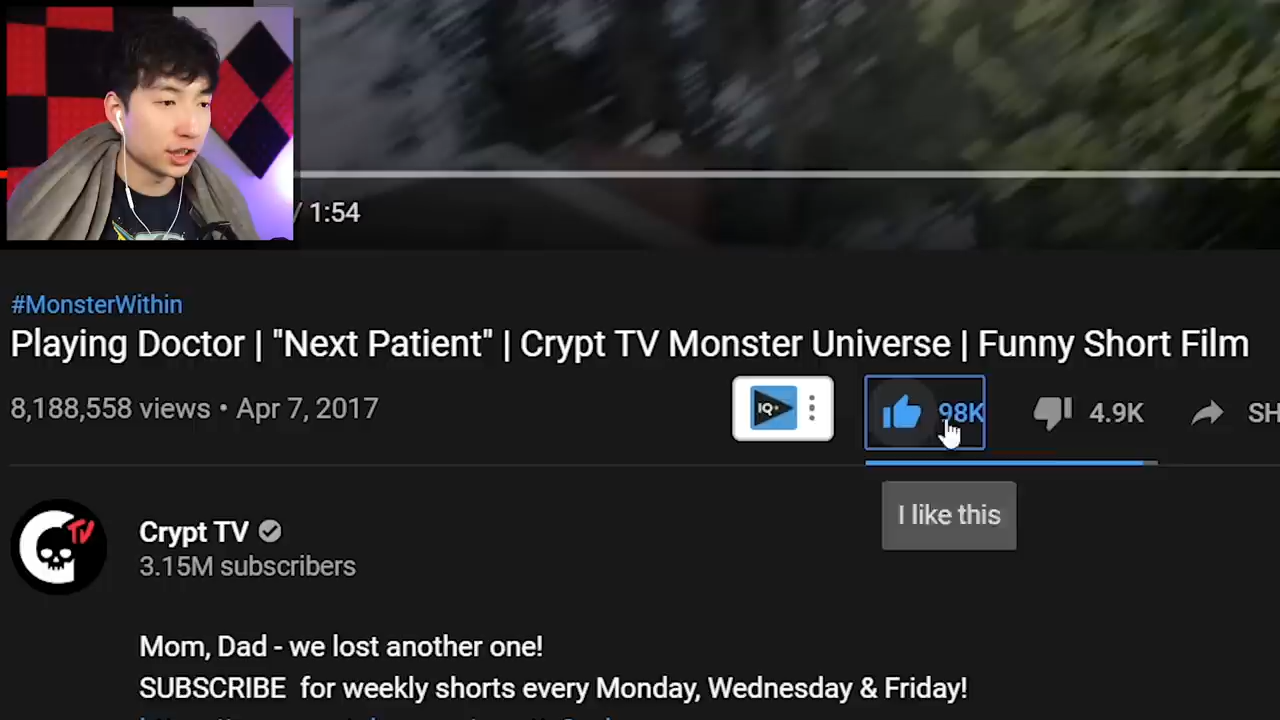 / 1:54
#MonsterWithin
Playing Doctor | "Next Patient" | Crypt TV Monster Universe | Funny Short Film
8,188,558 views • Apr 7, 2017
IQ+
98K
4.9K
SH
I like this
TV
Crypt TV
3.15M subscribers
Mom, Dad - we lost another one!
SUBSCRIBE for weekly shorts every Monday, Wednesday & Friday!